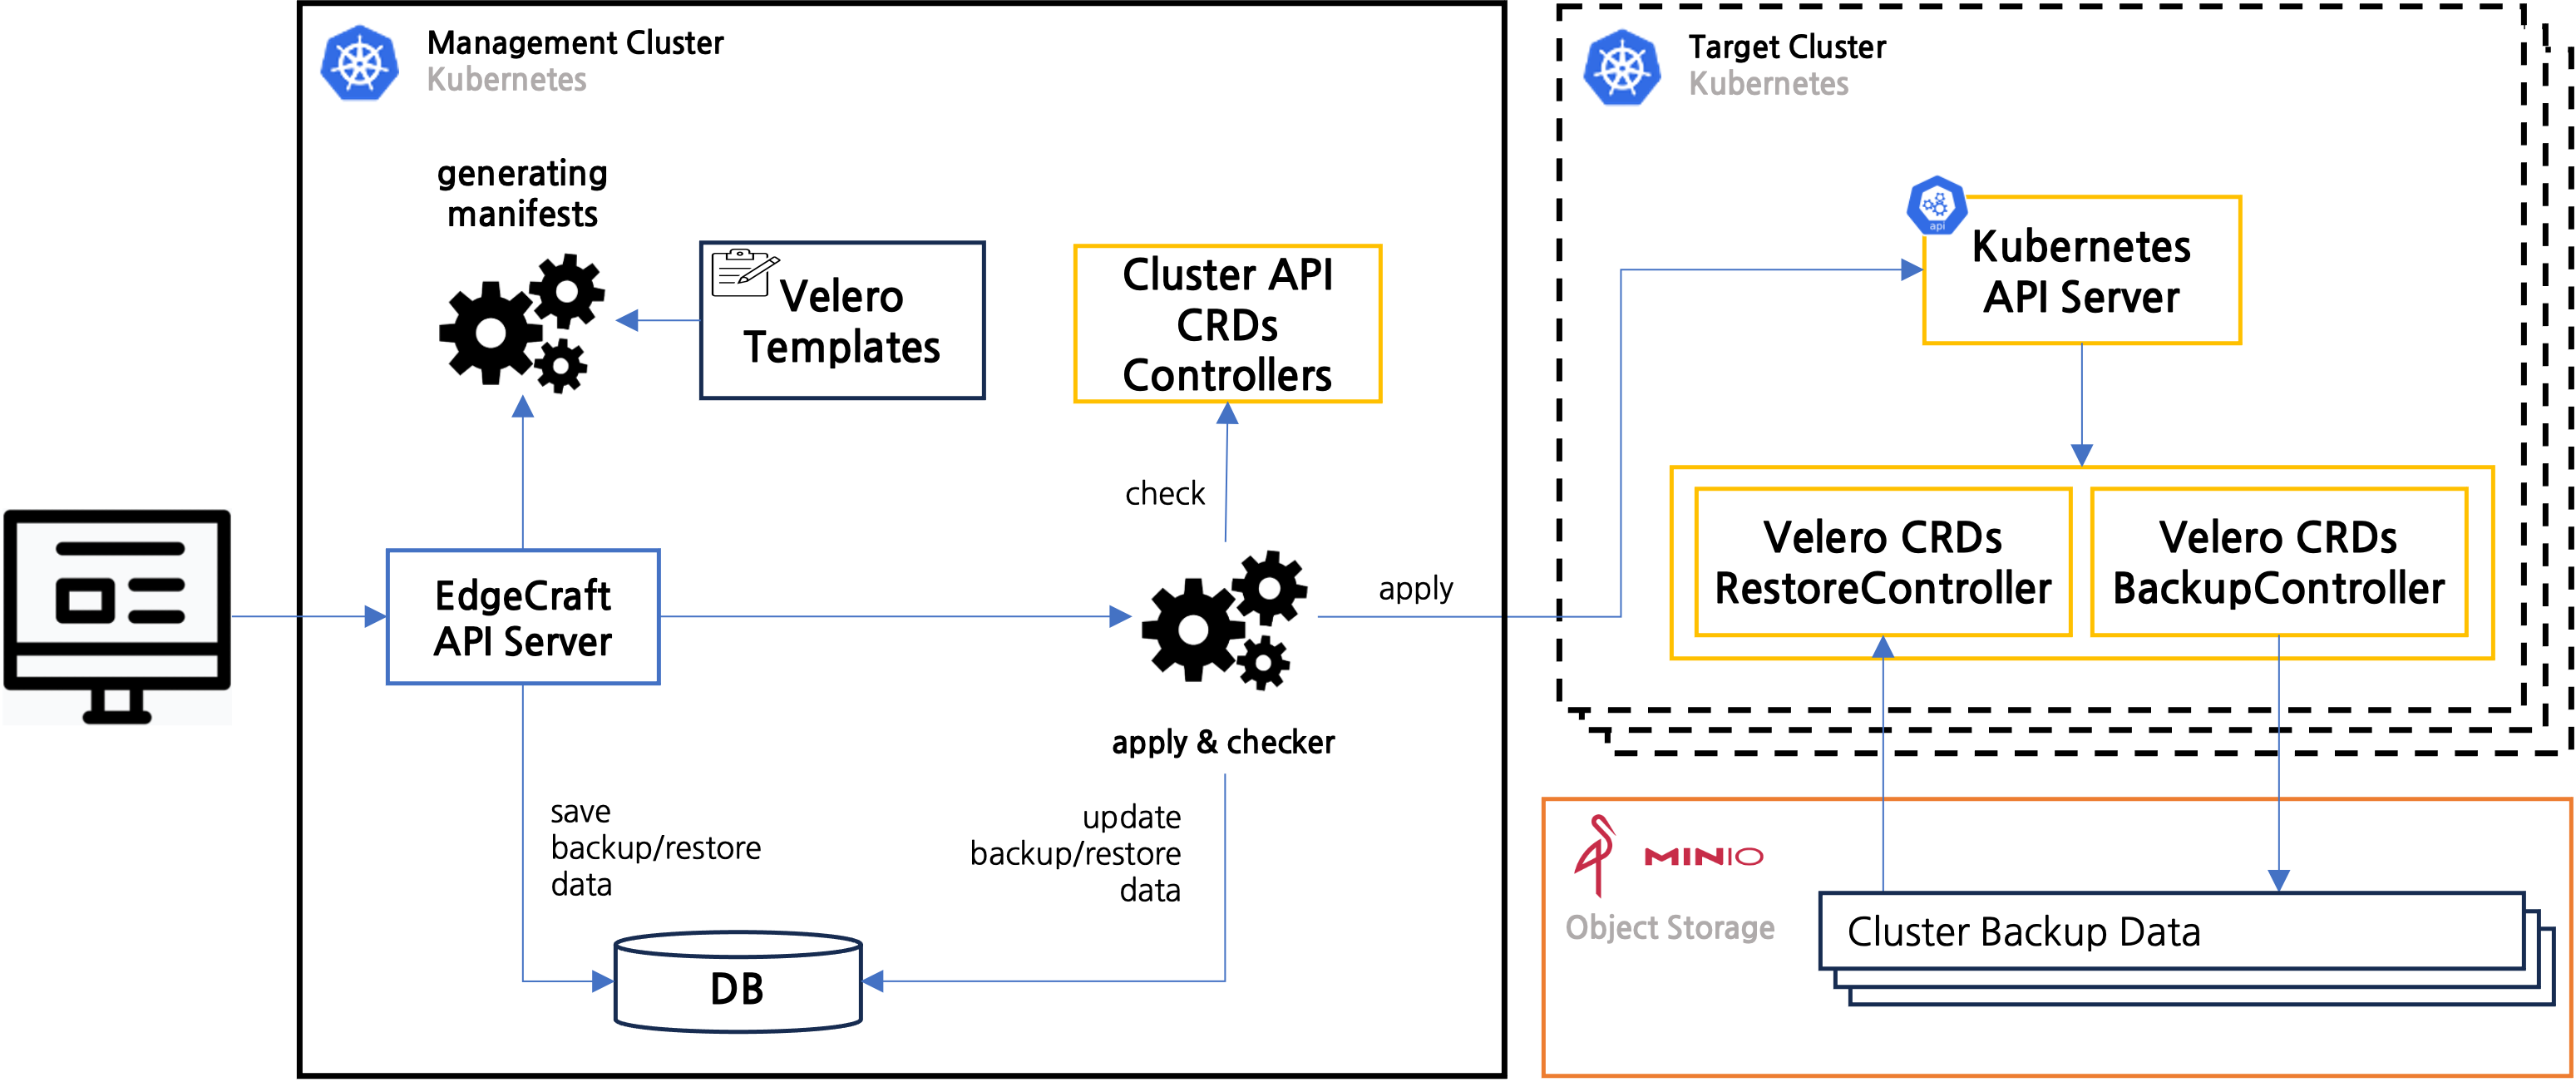 Management Cluster
Kubernetes
generating
manifests
Velero
Templates
Cluster API
CRDs
Controllers
check
EdgeCraft
API Server
apply
apply & checker
save
backup/restore
data
update
backup/restore
data
DB
Target Cluster
Kubernetes
api
Kubernetes
API Server
Velero CRDs
RestoreController
Velero CRDs
BackupController
MINIO
Object Storage
Cluster Backup Data